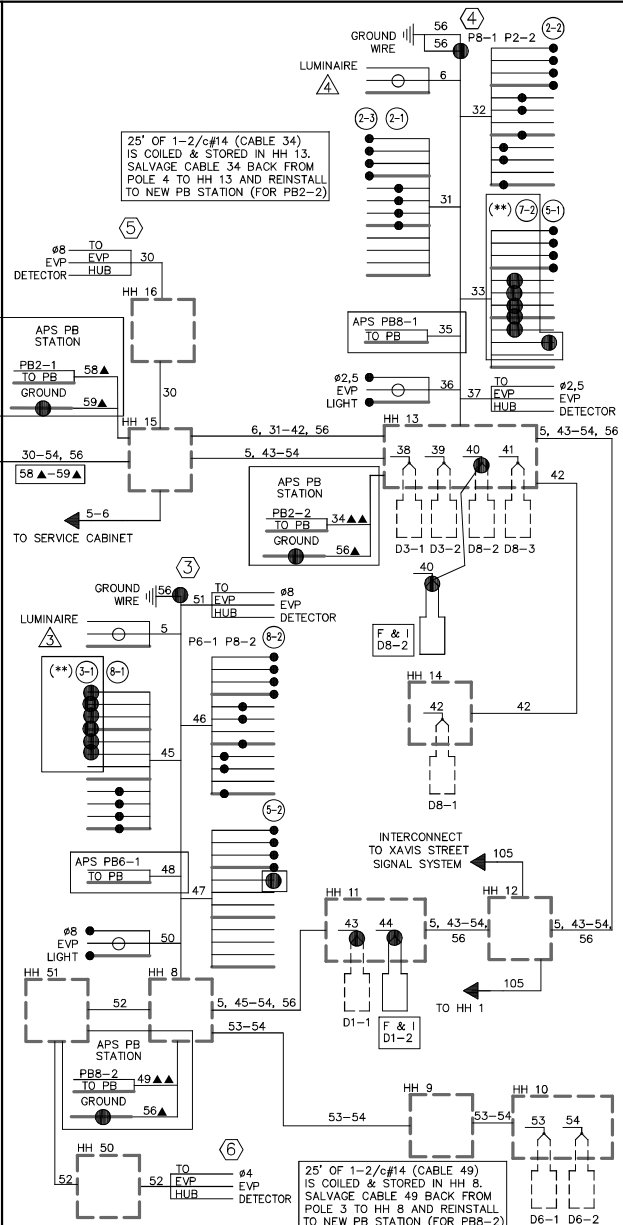 56
4
GROUND
WIRE
56
P8-1 P2-2
2-2
LUMINAIRE
4
6
32
25' OF 1-2/c#14 (CABLE 34)
IS COILED & STORED IN HH 13.
SALVAGE CABLE 34 BACK FROM
POLE 4 TO HH 13 AND REINSTALL
TO NEW PB STATION (FOR PB2-2)
2-3
2-1
31
(**)
7-2
5-1
33
5
ø8
EVP
DETECTOR
TO
EVP
HUB
30
HH 16
APS PB8-1
TO PB
35
APS PB
STATION
PB2-1
TO PB
58▲
GROUND
59▲
30
ø2,5
EVP
LIGHT
36
37
TO
EVP
HUB
ø2,5
EVP
DETECTOR
HH 15
HH 13
6, 31-42, 56
5, 43-54, 56
30-54, 56
5, 43-54
58▲-59▲
38
39
40
41
42
5-6
TO SERVICE CABINET
APS PB
STATION
PB2-2
TO PB
34▲▲
GROUND
56▲
D3-1
D3-2
D8-2
D8-3
40
F & I
D8-2
3
GROUND
WIRE
56
51
TO
EVP
HUB
ø8
EVP
DETECTOR
LUMINAIRE
3
5
P6-1 P8-2
8-2
(**)
3-1
8-1
46
45
HH 14
42
42
D8-1
5-2
APS PB6-1
TO PB
48
47
INTERCONNECT
TO XAVIS STREET
SIGNAL SYSTEM
105
HH 11
HH 12
43
44
5, 43-54,
56
5, 43-54,
56
ø8
EVP
LIGHT
50
HH 51
HH 8
52
5, 45-54, 56
53-54
D1-1
F & I
D1-2
105
TO HH 1
APS PB
STATION
PB8-2
TO PB
49▲▲
GROUND
56▲
HH 9
HH 10
53-54
53-54
53
54
HH 50
52
52
6
TO
EVP
HUB
ø4
EVP
DETECTOR
25' OF 1-2/c#14 (CABLE 49)
IS COILED & STORED IN HH 8.
SALVAGE CABLE 49 BACK FROM
POLE 3 TO HH 8 AND REINSTALL
TO NEW PB STATION (FOR PB8-2)
D6-1
D6-2